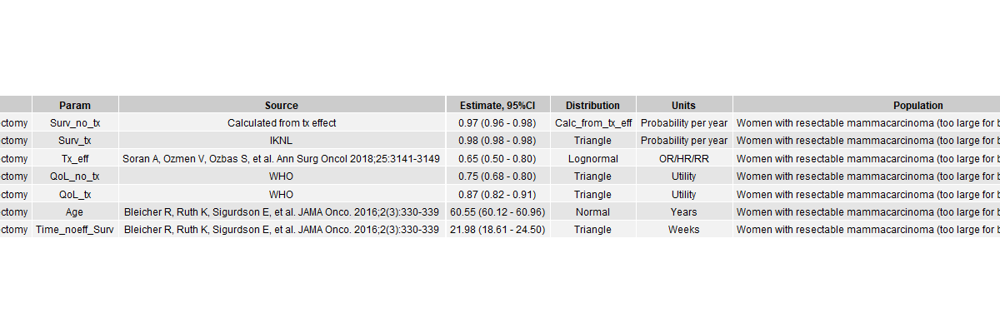 Param Source Estimate, 95%CI Distribution Units Population
ectomy Surv_no_tx Calculated from tx effect 0.97 (0.96 - 0.98) Calc_from_tx_eff Probability per year Women with resectable mammacarcinoma (too large for b
ectomy Surv_tx IKNL 0.98 (0.98 - 0.98) Triangle Probability per year Women with resectable mammacarcinoma (too large for b
ectomy Tx_eff Soran A, Ozmen V, Ozbas S, et al. Ann Surg Oncol 2018;25:3141-3149 0.65 (0.50 - 0.80) Lognormal OR/HR/RR Women with resectable mammacarcinoma (too large for b
ectomy QoL_no_tx WHO 0.75 (0.68 - 0.80) Triangle Utility Women with resectable mammacarcinoma (too large for b
ectomy QoL_tx WHO 0.87 (0.82 - 0.91) Triangle Utility Women with resectable mammacarcinoma (too large for b
ectomy Age Bleicher R, Ruth K, Sigurdson E, et al. JAMA Onco. 2016;2(3):330-339 60.55 (60.12 - 60.96) Normal Years Women with resectable mammacarcinoma (too large for b
ectomy Time_noeff_Surv Bleicher R, Ruth K, Sigurdson E, et al. JAMA Onco. 2016;2(3):330-339 21.98 (18.61 - 24.50) Triangle Weeks Women with resectable mammacarcinoma (too large for b